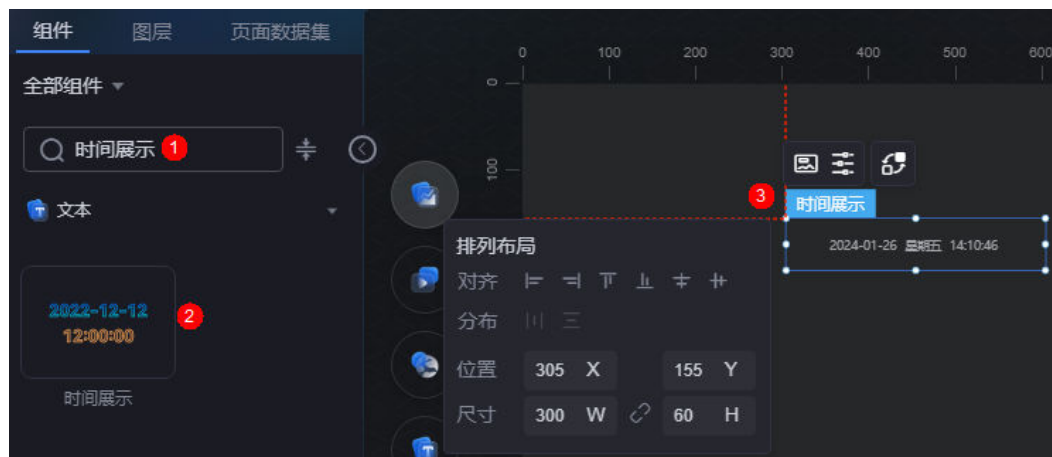 组件 图层 页面数据集
全部组件
时间展示 1
文本
2022-12-12
12:00:00
2
时间展示
0 100 200 300 400 500 600
0
100
3
时间展示
2024-01-26 星期五 14:10:46
排列布局
对齐
分布
位置 305 X 155 Y
尺寸 300 W 60 H